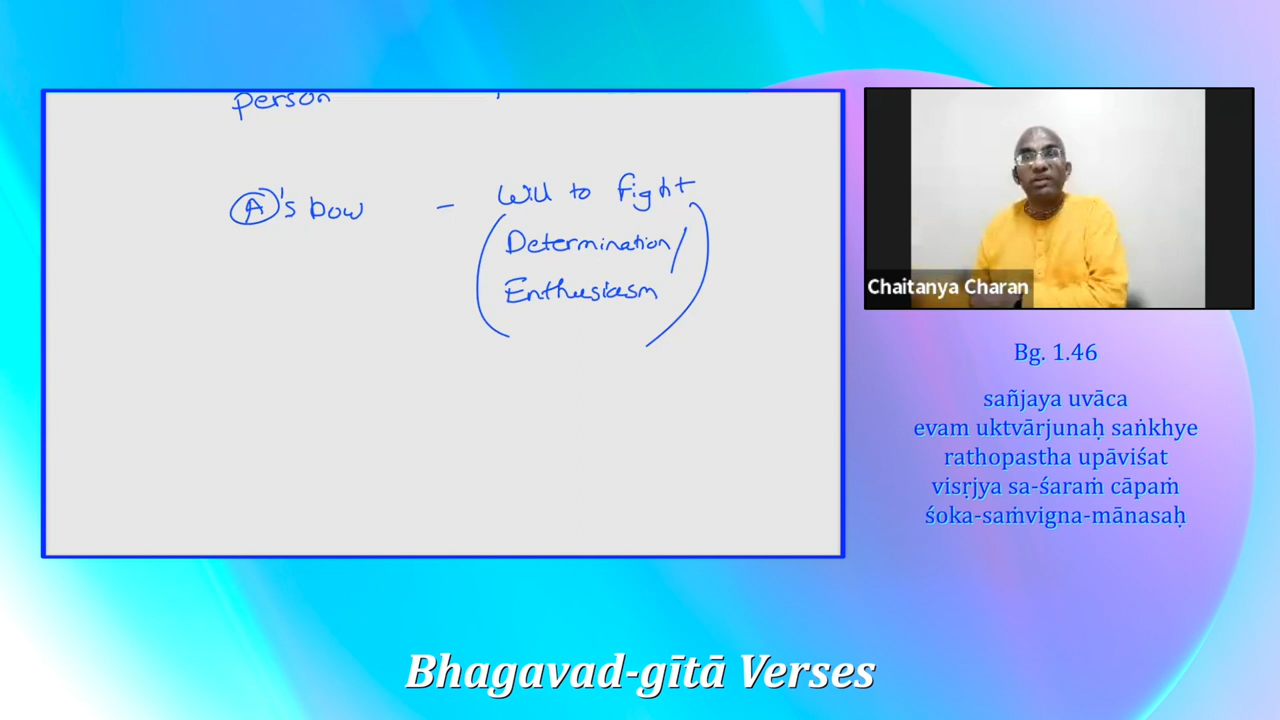 person
A's bow - Will to fight
(Determination/
Enthusiasm)
Chaitanya Charan
Bg. 1.46
sañjaya uvāca
evam uktvārjunaḥ saṅkhye
rathopastha upāviśat
visṛjya sa-śaraṁ cāpaṁ
śoka-saṁvigna-mānasaḥ
Bhagavad-gītā Verses